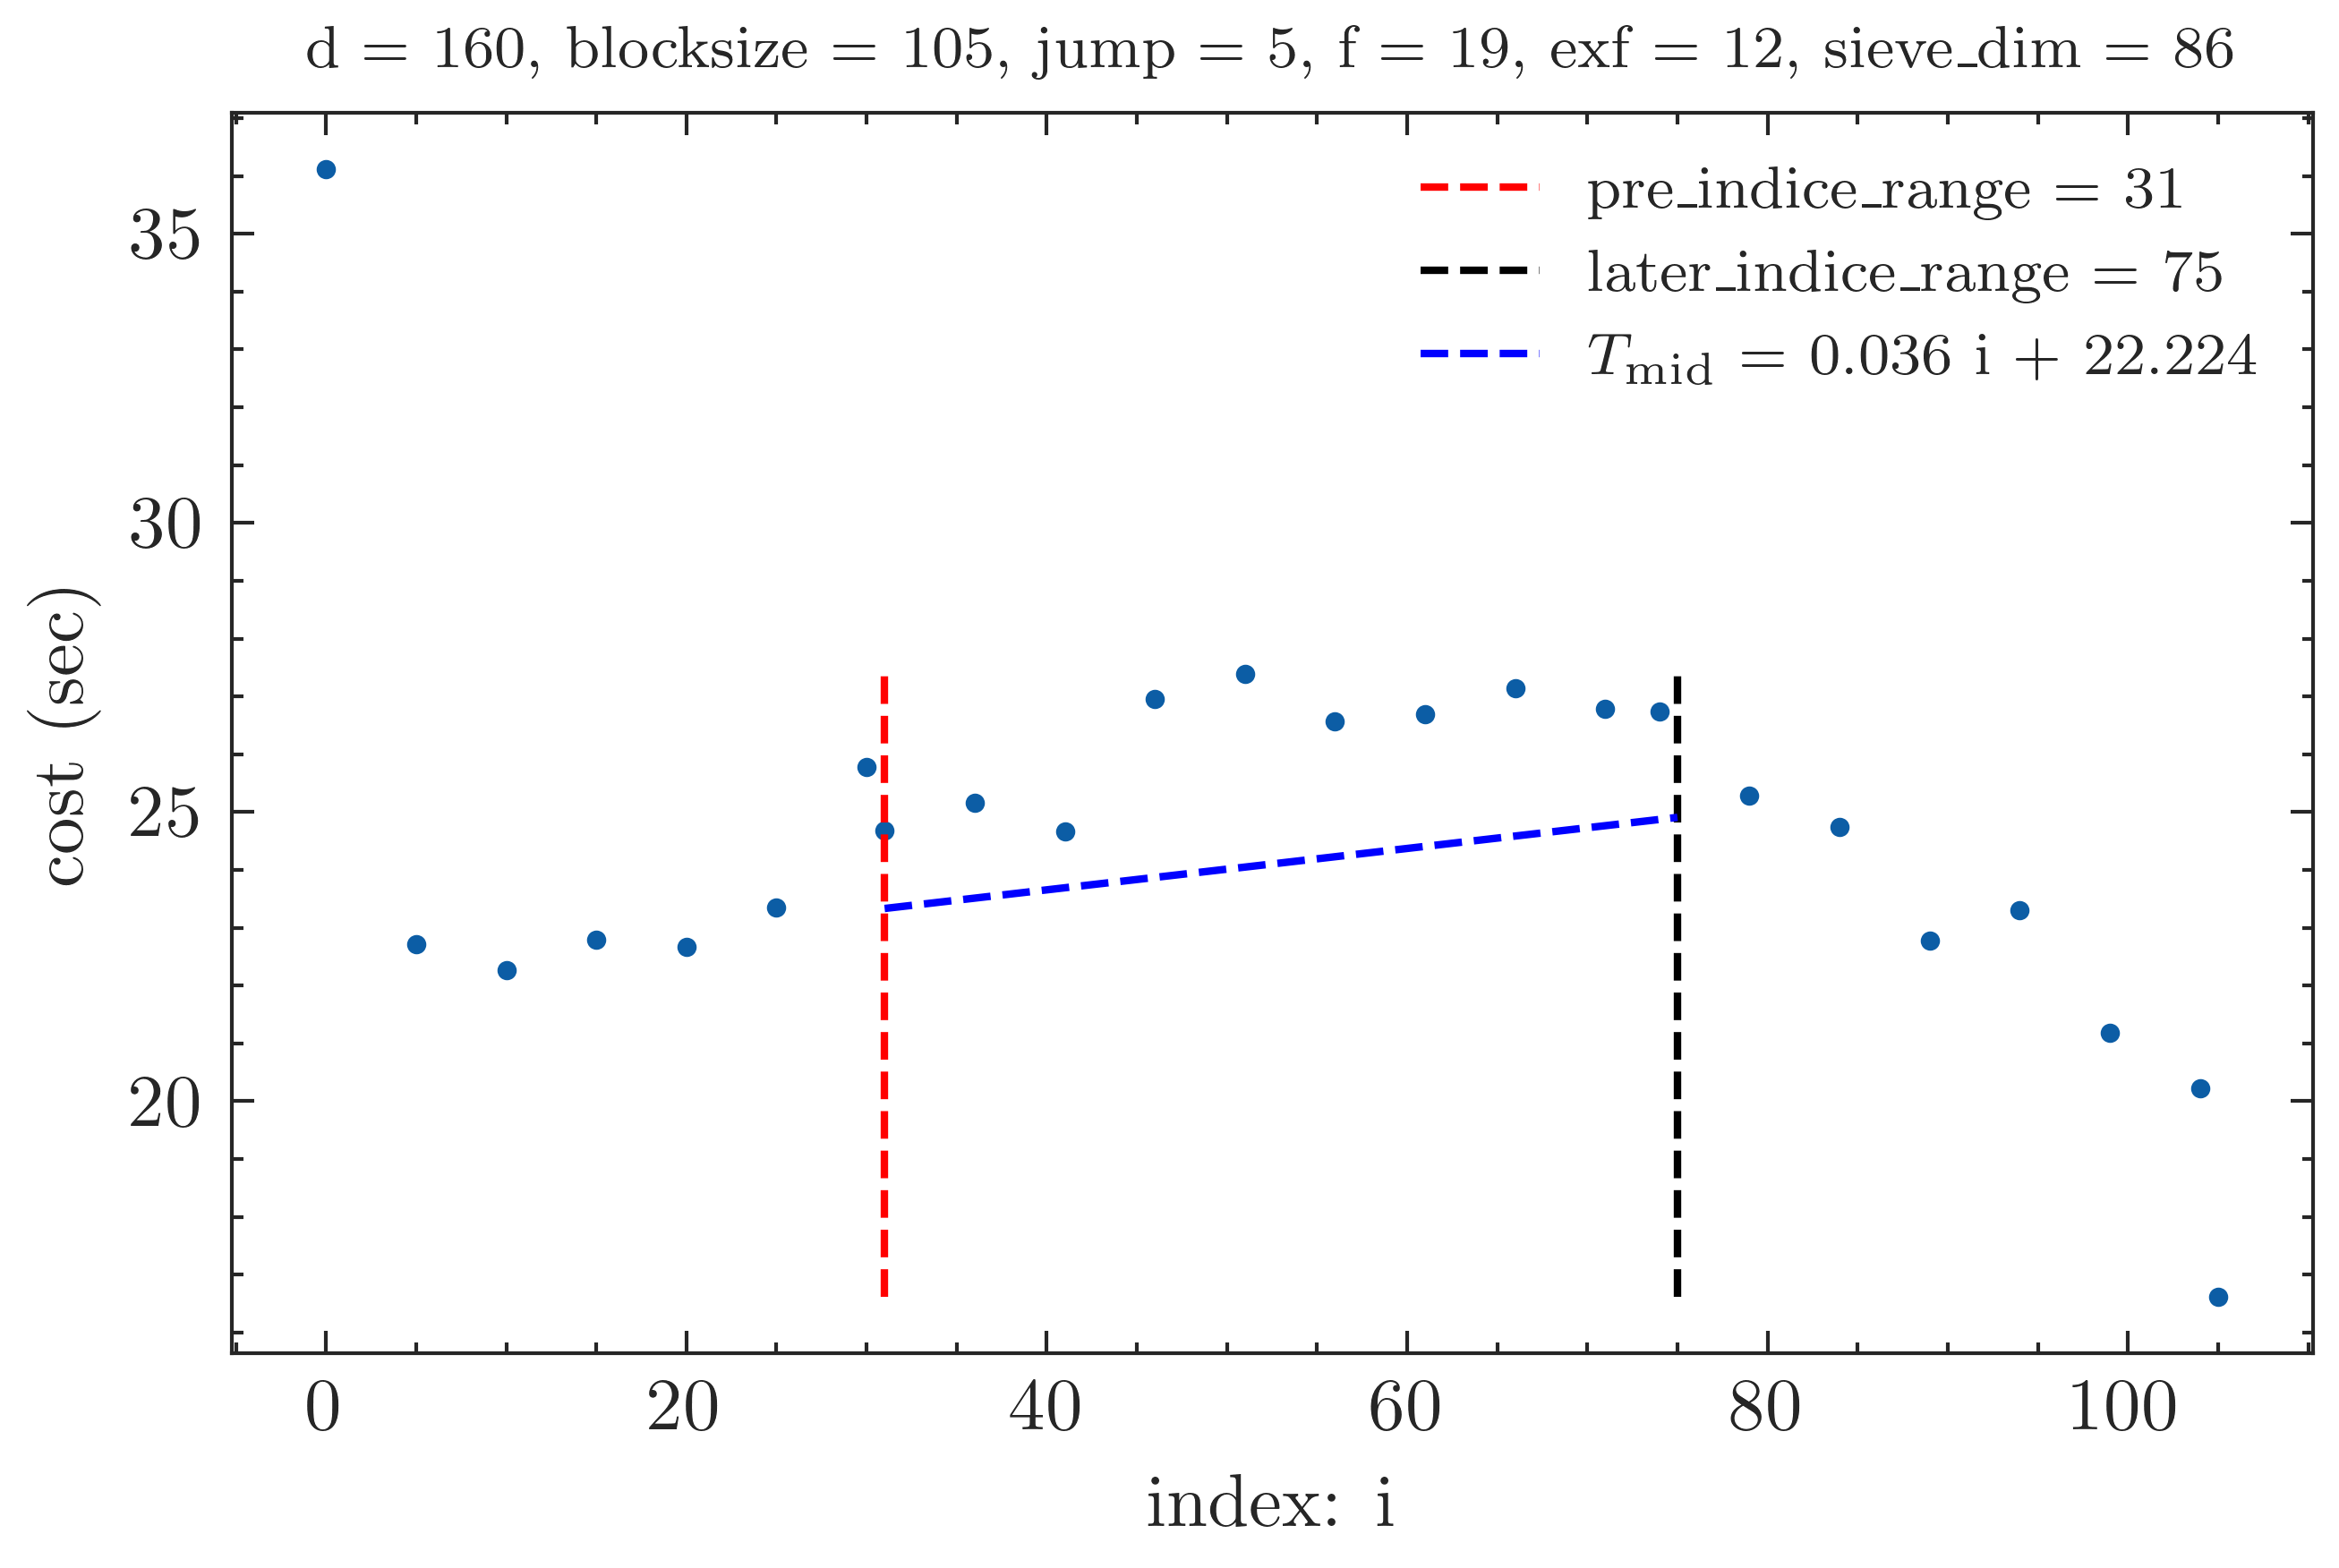 d = 160, blocksize = 105, jump = 5, f = 19, exf = 12, sieve_dim = 86
pre_indice_range = 31
later_indice_range = 75
T_mid = 0.036 i + 22.224
35
30
25
20
cost (sec)
0 20 40 60 80 100
index: i